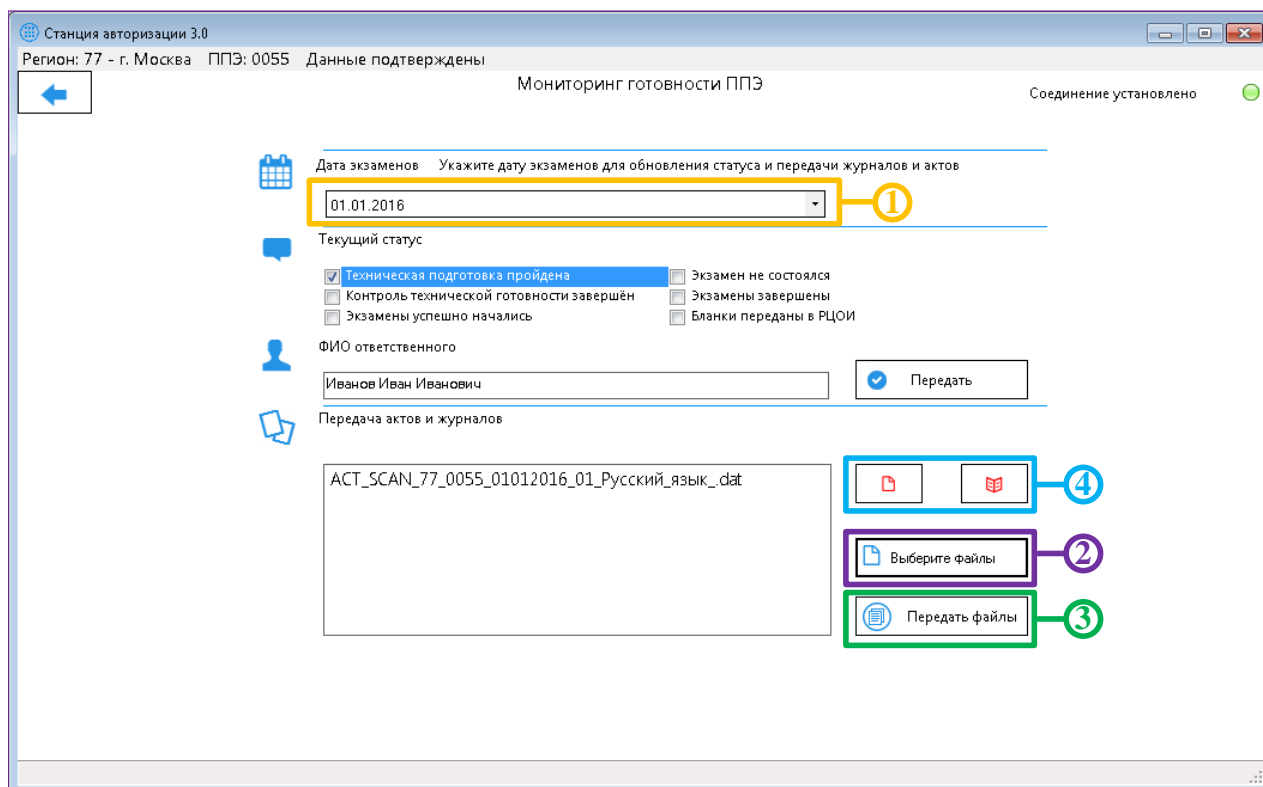 Станция авторизации 3.0
Регион: 77 - г. Москва ППЭ: 0055 Данные подтверждены
Мониторинг готовности ППЭ
Соединение установлено
Дата экзаменов Укажите дату экзаменов для обновления статуса и передачи журналов и актов
01.01.2016
1
Текущий статус
Техническая подготовка пройдена Экзамен не состоялся
Контроль технической готовности завершён Экзамены завершены
Экзамены успешно начались Бланки переданы в РЦОИ
ФИО ответственного
Иванов Иван Иванович Передать
Передача актов и журналов
ACT_SCAN_77_0055_01012016_01_Русский_язык_.dat
4
Выберите файлы 2
Передать файлы 3